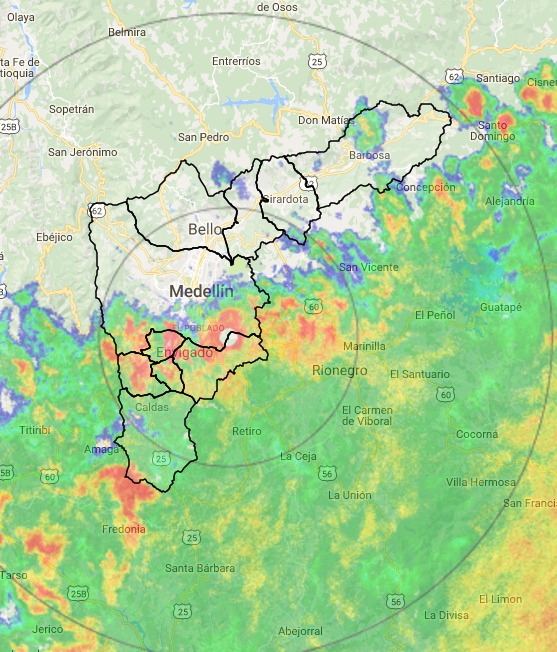 de Osos
Olaya
Belmira
ta Fe de
tioquia
Entrerríos
25
62
Santiago
Cisne
Sopetrán
Don Matías
25B
San Pedro
Santo
Domingo
San Jerónimo
Barbosa
Concepción
Girardota
Alejandría
62
Bello
Ebéjico
San Vicente
Medellín
60
Guatapé
El Peñol
EL POBLADO
Envigado
Marinilla
Rionegro
El Santuario
60
Caldas
El Carmen
de Viboral
Titiribí
Retiro
Cocorná
Amagá
25
La Ceja
5B
60
56
Villa Hermosa
La Unión
San Franci
Fredonia
25
Tarso
Santa Bárbara
25B
56
El Limon
25
La Divisa
Jericó
Abejorral